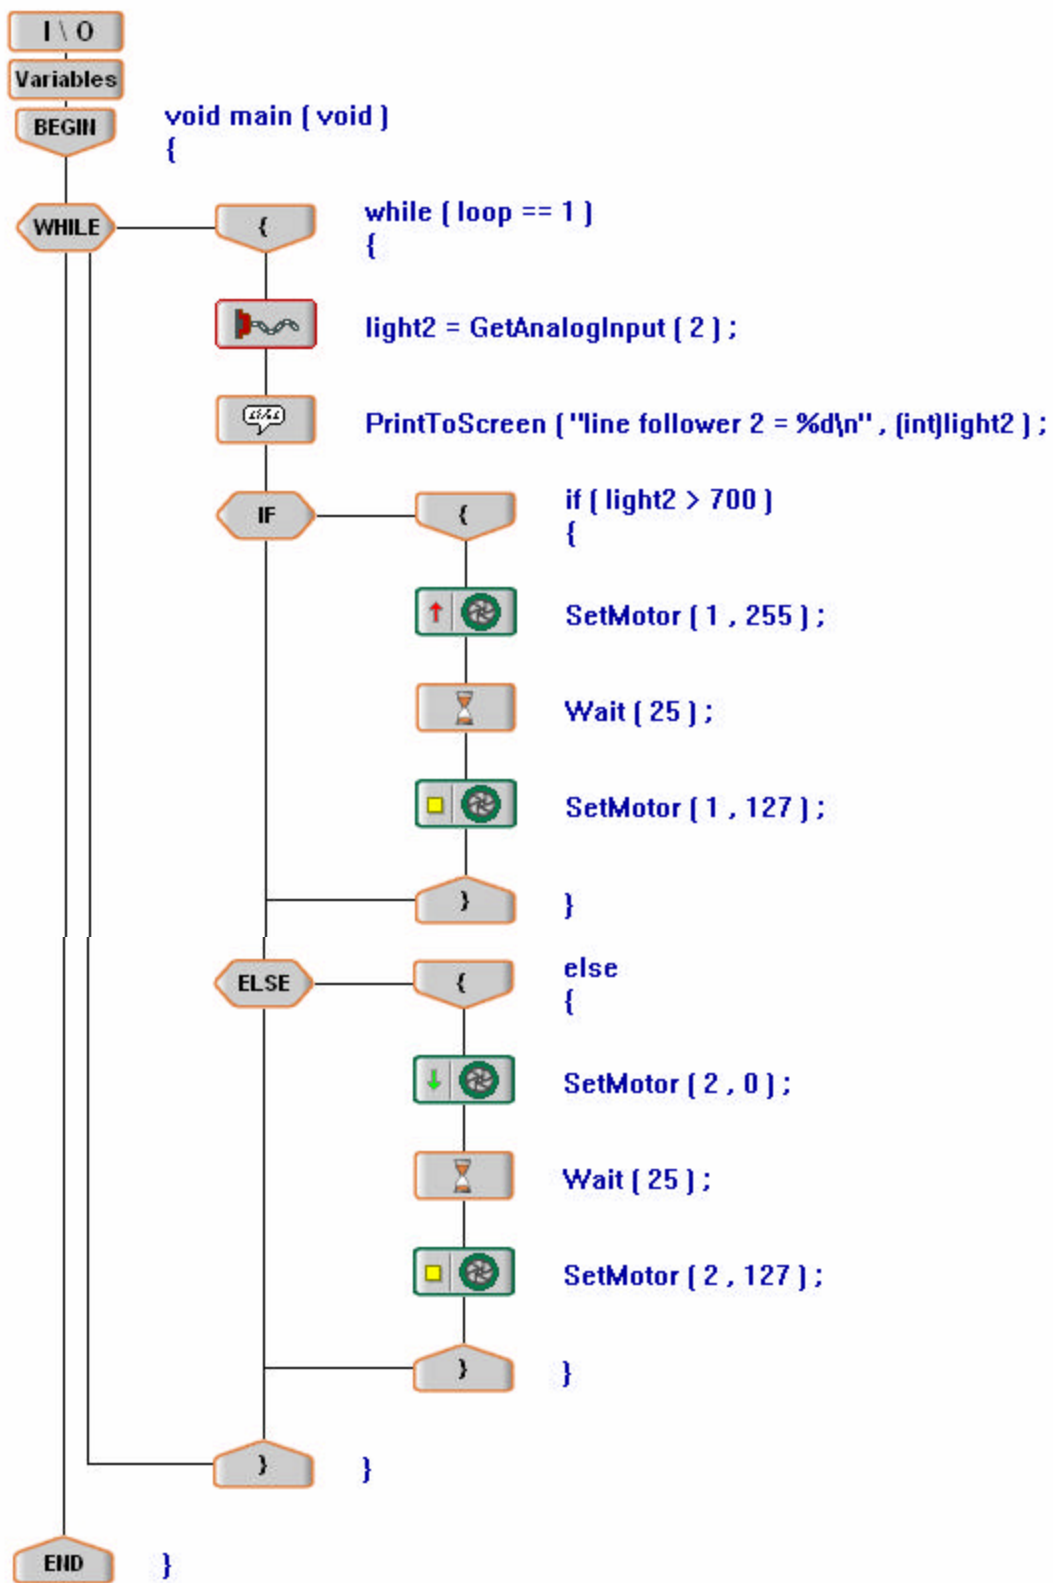 I \ O
Variables
BEGIN
void main ( void )
{
WHILE
{
while ( loop == 1 )
{
light2 = GetAnalogInput ( 2 ) ;
PrintToScreen ( "line follower 2 = %d\n" , (int)light2 ) ;
IF
{
if ( light2 > 700 )
{
SetMotor ( 1 , 255 ) ;
Wait ( 25 ) ;
SetMotor ( 1 , 127 ) ;
}
}
ELSE
{
else
{
SetMotor ( 2 , 0 ) ;
Wait ( 25 ) ;
SetMotor ( 2 , 127 ) ;
}
}
}
}
END
}